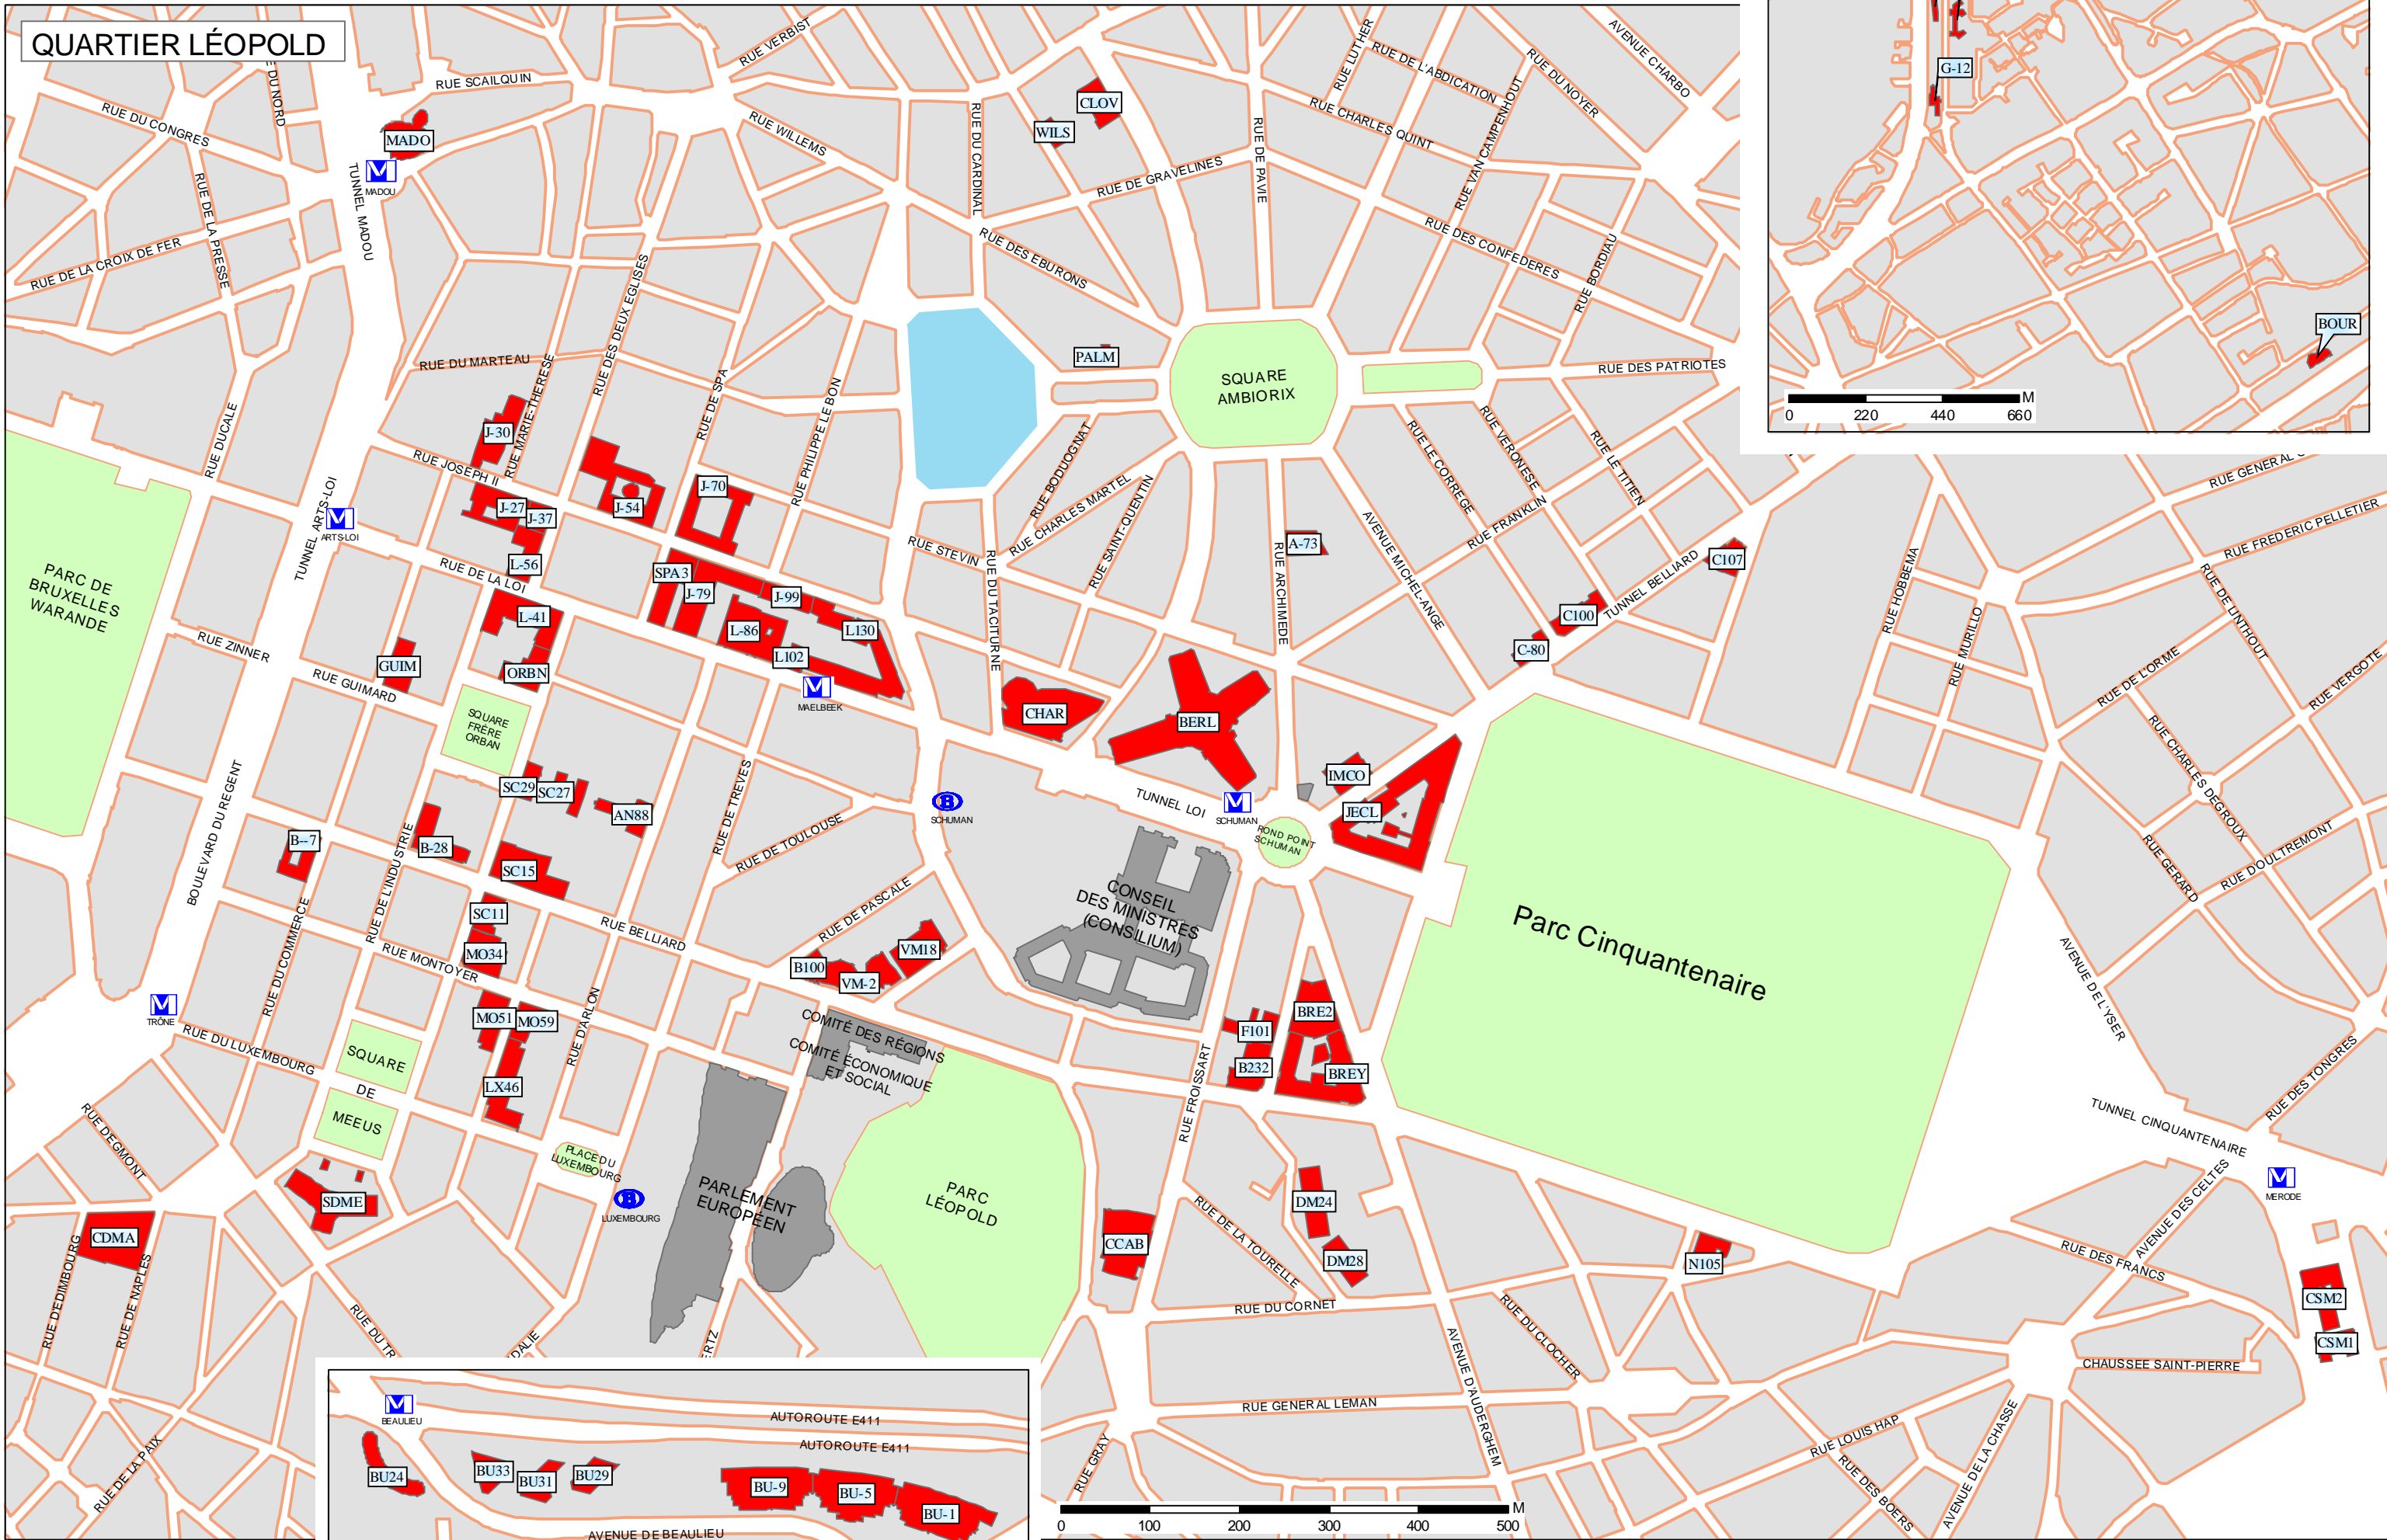 QUARTIER LÉOPOLD
RUE SCAILQUIN
RUE VERBIST
RUE DU CONGRES
E DU NORD
RUE DE LA PRESSE
RUE DE LA CROIX DE FER
MADO
MADOU
TUNNEL MADOU
RUE WILLEMS
RUE DU CARDINAL
WILS
CLOV
RUE DE GRAVELINES
RUE DE PAVIE
RUE LUTHER
RUE DE L'ABDICATION
RUE CHARLES QUINT
RUE VAN CAMPENHOUT
RUE DU NOYER
AVENUE CHARBO
RUE DES CONFEDERES
RUE BORDIAU
RUE DES EBURONS
G-12
BOUR
M
0
220
440
660
RUE DU MARTEAU
RUE MARIE-THERESE
RUE DES DEUX EGLISES
RUE DE SPA
RUE PHILIPPE LE BON
PALM
SQUARE
AMBIORIX
RUE DES PATRIOTES
RUE DUCALE
J-30
RUE JOSEPH II
J-27
J-37
J-54
J-70
L-56
TUNNEL ARTS-LOI
ARTS-LOI
RUE DE LA LOI
PARC DE
BRUXELLES
WARANDE
RUE BODUOGNAT
RUE CHARLES MARTEL
RUE SAINT-QUENTIN
RUE STEVIN
RUE DU TACITURNE
RUE ARCHIMEDE
A-73
AVENUE MICHEL-ANGE
RUE LE CORREGE
RUE VERONESE
RUE FRANKLIN
RUE LE TITIEN
TUNNEL BELLIARD
C107
C100
C-80
RUE HOBBEMA
RUE MURILLO
RUE GENERAL
RUE FREDERIC PELLETIER
RUE DE LINTHOUT
RUE DE L'ORME
RUE VERGOTE
RUE CHARLES DEGROUX
RUE GERARD
RUE DOULTREMONT
SPA3
J-79
J-99
L-86
L102
L130
L-41
ORBN
GUIM
RUE ZINNER
RUE GUIMARD
MAELBEEK
CHAR
BERL
SQUARE
FRÈRE
ORBAN
IMCO
JECL
TUNNEL LOI
SCHUMAN
SCHUMAN
ROND POINT
SCHUMAN
BOULEVARD DU REGENT
SC29
SC27
AN88
B--7
B-28
SC15
RUE DE L'INDUSTRIE
RUE DE TREVES
RUE DE TOULOUSE
RUE DE PASCALE
SC11
MO34
RUE BELLIARD
RUE MONTOYER
RUE DU COMMERCE
B100
VM-2
VM18
CONSEIL
DES MINISTRES
(CONSILIUM)
Parc Cinquantenaire
AVENUE DE L'YSER
TRÔNE
RUE DU LUXEMBOURG
SQUARE
DE
MEEUS
MO51
MO59
LX46
RUE D'ARLON
COMITÉ DES RÉGIONS
COMITÉ ÉCONOMIQUE
ET SOCIAL
F101
B232
BRE2
BREY
RUE FROISSART
RUE DES TONGRES
TUNNEL CINQUANTENAIRE
RUE DEGMONT
PLACE DU
LUXEMBOURG
LUXEMBOURG
PARLEMENT
EUROPÉEN
PARC
LÉOPOLD
SDME
CDMA
RUE D'EDIMBOURG
RUE DE NAPLES
RUE DU TR
DALIE
ERTZ
CCAB
DM24
DM28
RUE DE LA TOURELLE
RUE DU CORNET
N105
RUE DES FRANCS
AVENUE DES CELTES
MERODE
CSM2
CSM1
CHAUSSEE SAINT-PIERRE
RUE DU CLOCHER
AVENUE D'AUDERGHEM
RUE GENERAL LEMAN
RUE GRAY
RUE LOUIS HAP
RUE DES BOERS
AVENUE DE LA CHASSE
RUE DE LA PAIX
BEAULIEU
AUTOROUTE E411
AUTOROUTE E411
BU24
BU33
BU31
BU29
BU-9
BU-5
BU-1
AVENUE DE BEAULIEU
M
0
100
200
300
400
500